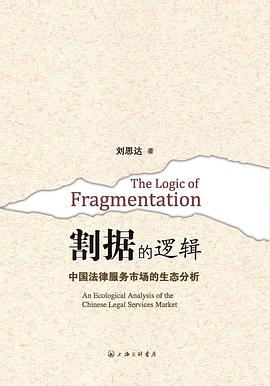 刘思达 著
The Logic of
Fragmentation
割据的逻辑
中国法律服务市场的生态分析
An Ecological Analysis of the
Chinese Legal Services Market
上海三联书店